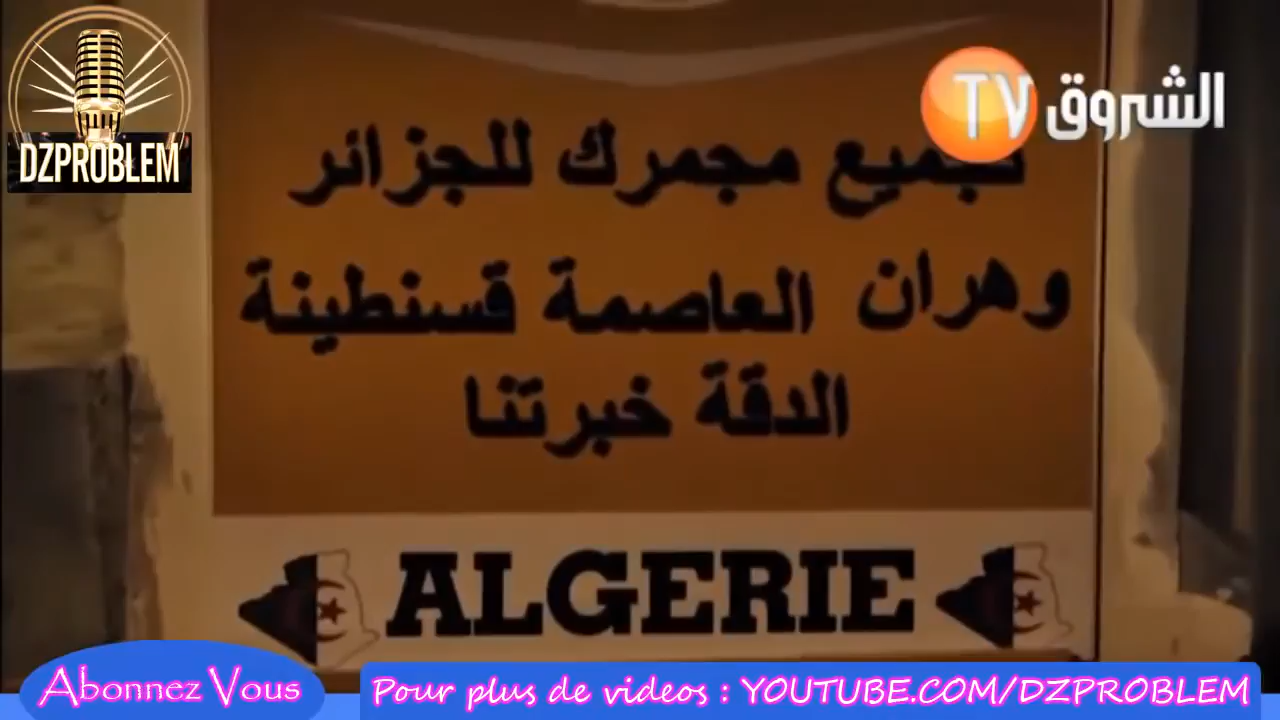 DZPROBLEM
TV الشروق
تجميع مجمرك للجزائر
وهران العاصمة قسنطينة
الدقة خبرتنا
ALGERIE
Abonnez Vous
Pour plus de videos : YOUTUBE.COM/DZPROBLEM